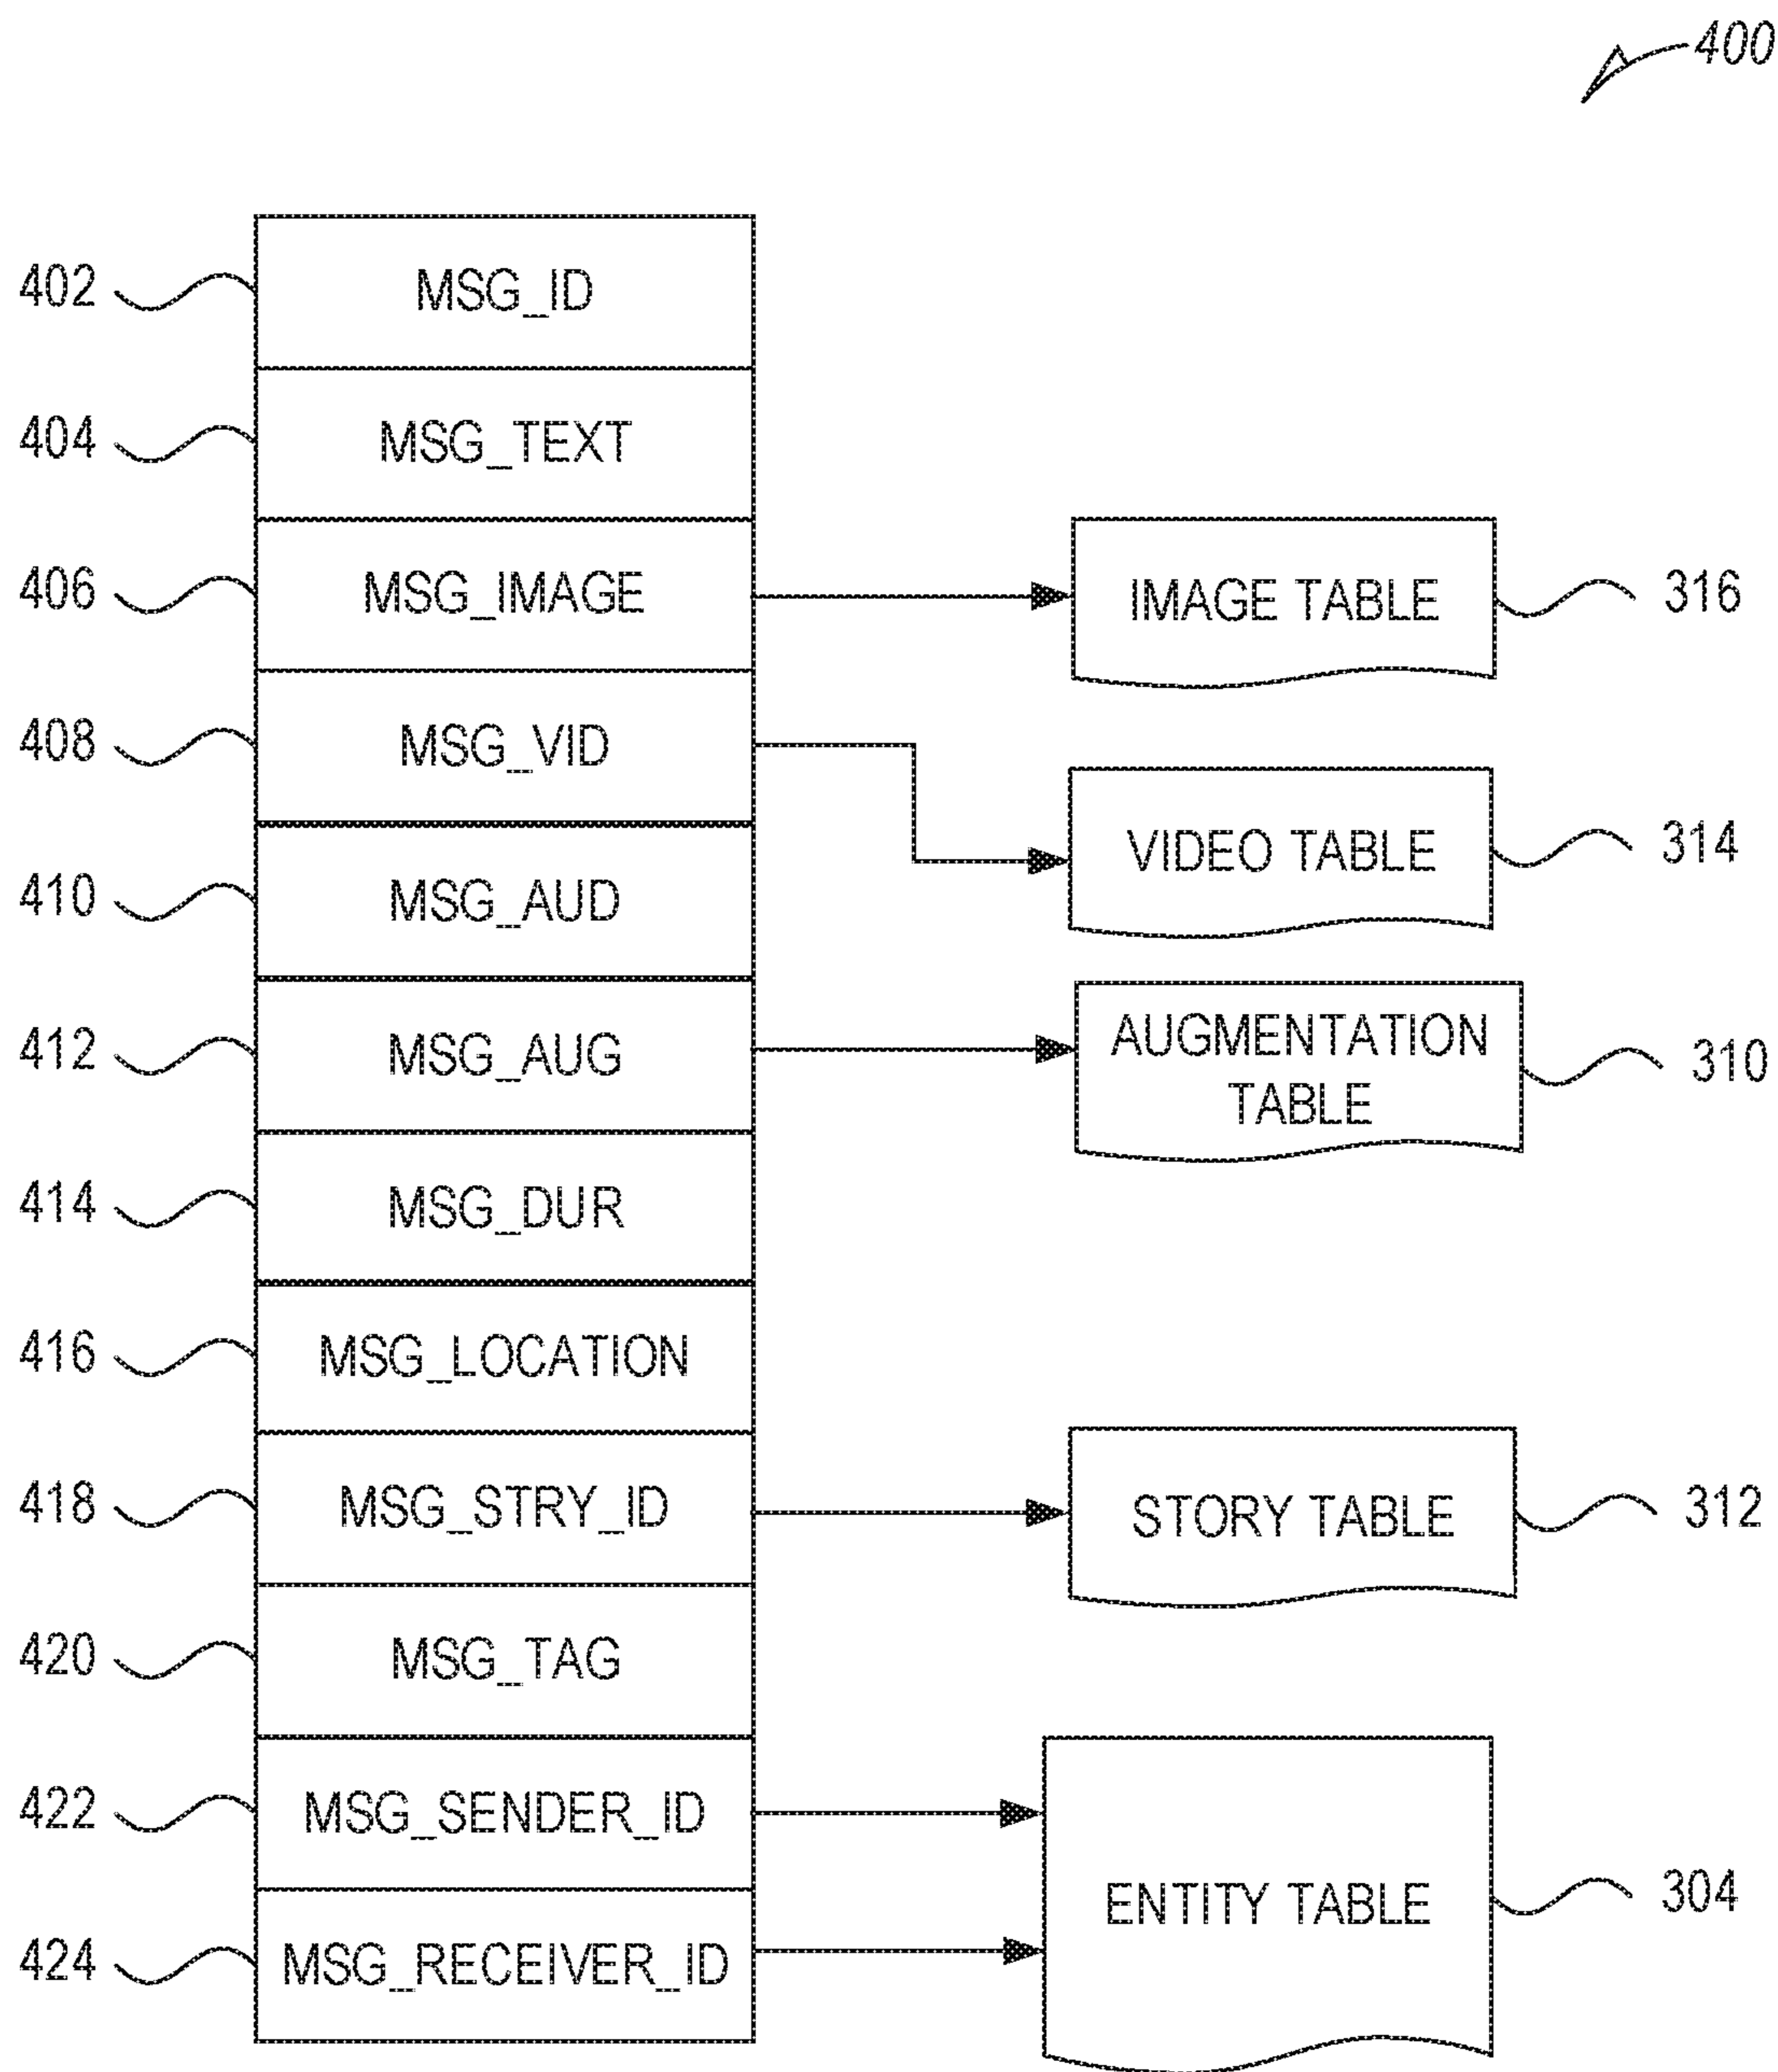 400
402 MSG_ID
404 MSG_TEXT
406 MSG_IMAGE IMAGE TABLE 316
408 MSG_VID
VIDEO TABLE 314
410 MSG_AUD
412 MSG_AUG AUGMENTATION
TABLE 310
414 MSG_DUR
416 MSG_LOCATION
418 MSG_STRY_ID STORY TABLE 312
420 MSG_TAG
422 MSG_SENDER_ID
ENTITY TABLE 304
424 MSG_RECEIVER_ID